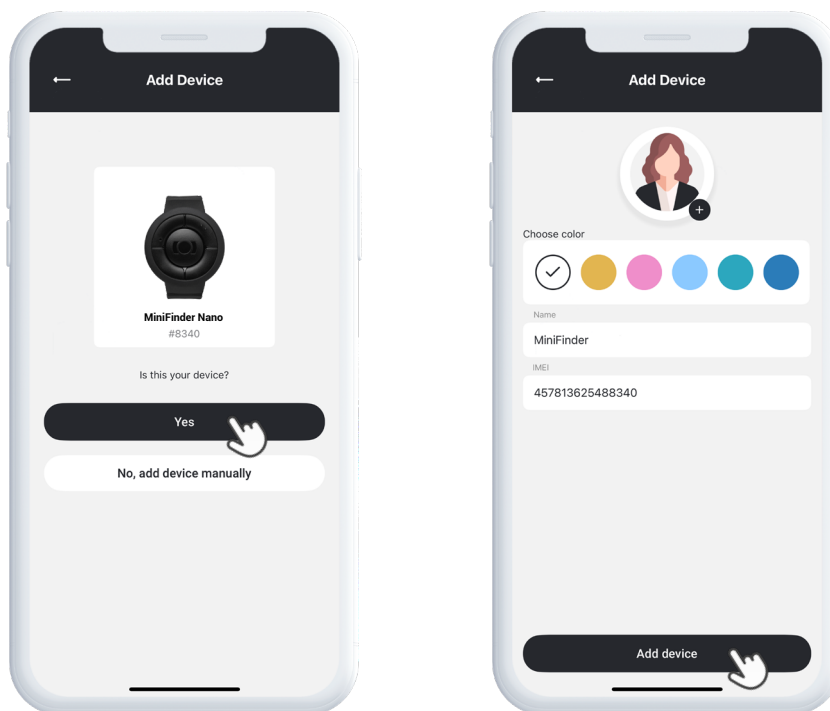 Add Device
MiniFinder Nano
#8340
Is this your device?
Yes
No, add device manually
Add Device
Choose color
Name
MiniFinder
IMEI
457813625488340
Add device